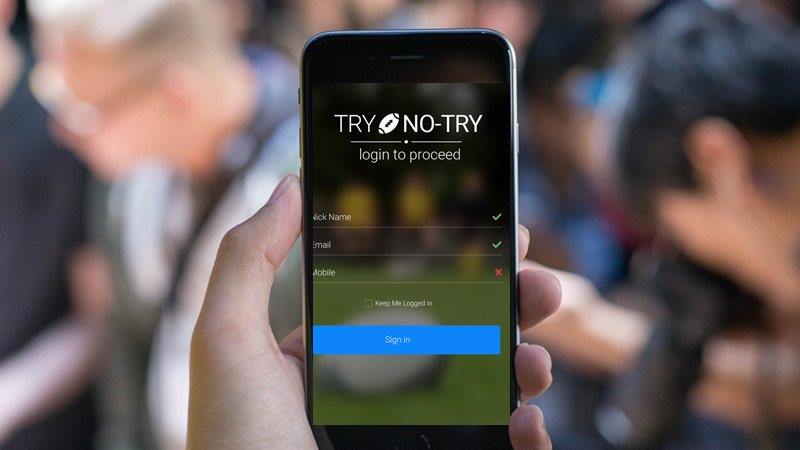 TRY NO-TRY
login to proceed
Nick Name
Email
Mobile
Keep Me Logged in
Sign in